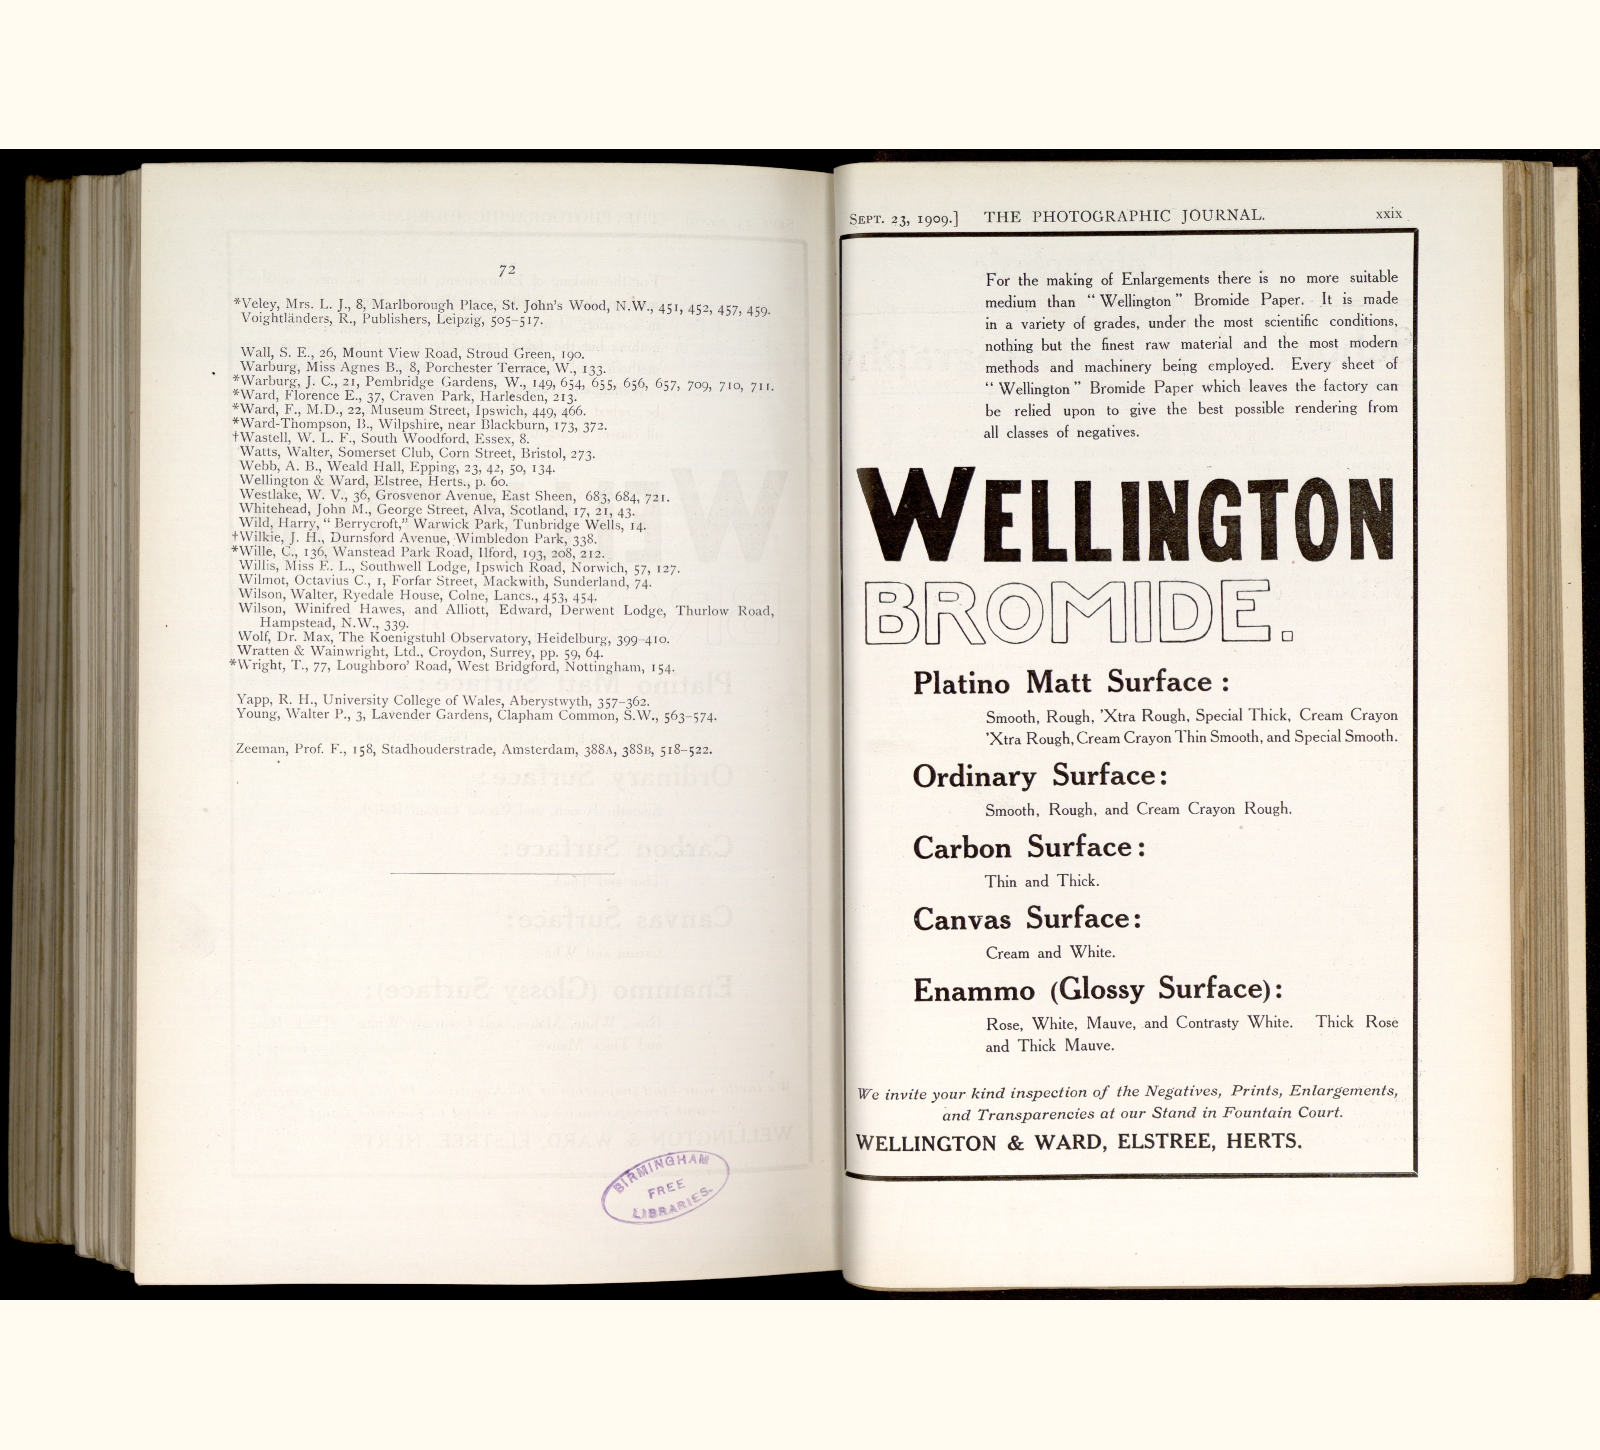 72
*Veley, Mrs. L. J., 8, Marlborough Place, St. John's Wood, N.W., 451, 452, 457, 459.
Voightländers, R., Publishers, Leipzig, 505–517.
Wall, S. E., 26, Mount View Road, Stroud Green, 190.
Warburg, Miss Agnes B., 8, Porchester Terrace, W., 133.
*Warburg, J. C., 21, Pembridge Gardens, W., 149, 654, 655, 656, 657, 709, 710, 711.
*Ward, Florence E., 37, Craven Park, Harlesden, 213.
*Ward, F., M.D., 22, Museum Street, Ipswich, 449, 466.
*Ward-Thompson, B., Wilpshire, near Blackburn, 173, 372.
†Wastell, W. L. F., South Woodford, Essex, 8.
Watts, Walter, Somerset Club, Corn Street, Bristol, 273.
Webb, A. B., Weald Hall, Epping, 23, 42, 50, 134.
Wellington & Ward, Elstree, Herts., p. 60.
Westlake, W. V., 36, Grosvenor Avenue, East Sheen, 683, 684, 721.
Whitehead, John M., George Street, Alva, Scotland, 17, 21, 43.
Wild, Harry, “Berrycroft,” Warwick Park, Tunbridge Wells, 14.
†Wilkie, J. H., Durnsford Avenue, Wimbledon Park, 338.
*Wille, C., 136, Wanstead Park Road, Ilford, 193, 208, 212.
Willis, Miss E. L., Southwell Lodge, Ipswich Road, Norwich, 57, 127.
Wilmot, Octavius C., 1, Forfar Street, Mackwith, Sunderland, 74.
Wilson, Walter, Ryedale House, Colne, Lancs., 453, 454.
Wilson, Winifred Hawes, and Alliott, Edward, Derwent Lodge, Thurlow Road,
Hampstead, N.W., 339.
Wolf, Dr. Max, The Koenigstuhl Observatory, Heidelburg, 399–410.
Wratten & Wainwright, Ltd., Croydon, Surrey, pp. 59, 64.
*Wright, T., 77, Loughboro' Road, West Bridgford, Nottingham, 154.
Yapp, R. H., University College of Wales, Aberystwyth, 357–362.
Young, Walter P., 3, Lavender Gardens, Clapham Common, S.W., 563–574.
Zeeman, Prof. F., 158, Stadhouderstrade, Amsterdam, 388A, 388B, 518–522.
BIRMINGHAM
FREE
LIBRARIES.
SEPT. 23, 1909.] THE PHOTOGRAPHIC JOURNAL. xxix
For the making of Enlargements there is no more suitable
medium than “Wellington” Bromide Paper. It is made
in a variety of grades, under the most scientific conditions,
nothing but the finest raw material and the most modern
methods and machinery being employed. Every sheet of
“Wellington” Bromide Paper which leaves the factory can
be relied upon to give the best possible rendering from
all classes of negatives.
WELLINGTON
BROMIDE.
Platino Matt Surface:
Smooth, Rough, 'Xtra Rough, Special Thick, Cream Crayon
'Xtra Rough, Cream Crayon Thin Smooth, and Special Smooth.
Ordinary Surface:
Smooth, Rough, and Cream Crayon Rough.
Carbon Surface:
Thin and Thick.
Canvas Surface:
Cream and White.
Enammo (Glossy Surface):
Rose, White, Mauve, and Contrasty White. Thick Rose
and Thick Mauve.
We invite your kind inspection of the Negatives, Prints, Enlargements,
and Transparencies at our Stand in Fountain Court.
WELLINGTON & WARD, ELSTREE, HERTS.